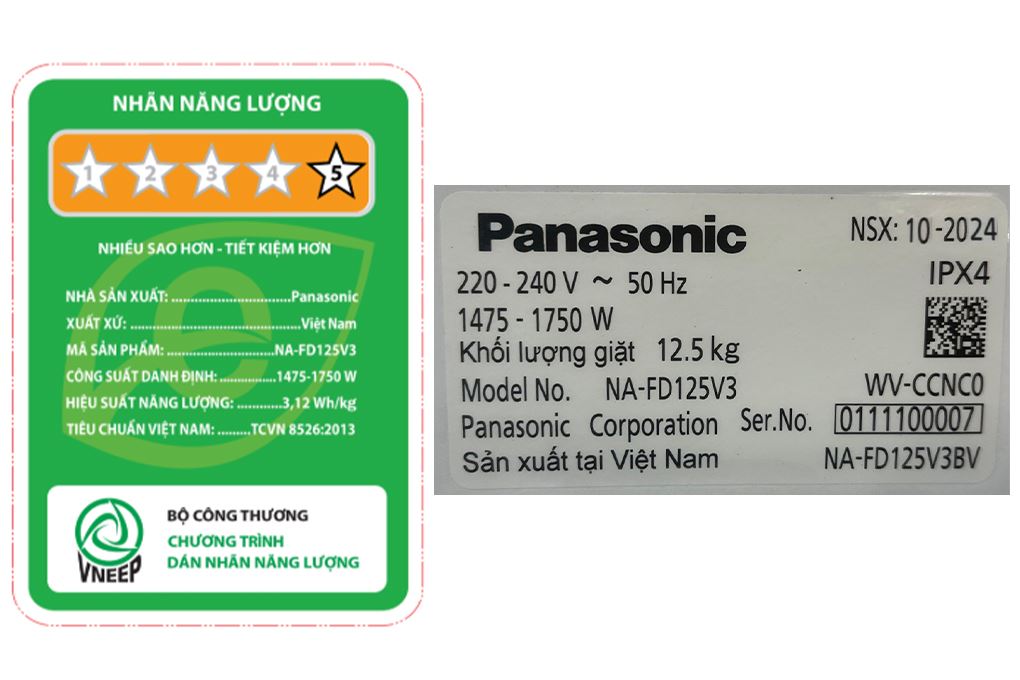 NHÃN NĂNG LƯỢNG
1 2 3 4 5
NHIỀU SAO HƠN - TIẾT KIỆM HƠN
NHÀ SẢN XUẤT: ..............................Panasonic
XUẤT XỨ: ...........................................Việt Nam
MÃ SẢN PHẨM: ...........................NA-FD125V3
CÔNG SUẤT DANH ĐỊNH: ..............1475-1750 W
HIỆU SUẤT NĂNG LƯỢNG: ............3,12 Wh/kg
TIÊU CHUẨN VIỆT NAM: .........TCVN 8526:2013
VNEEP
BỘ CÔNG THƯƠNG
CHƯƠNG TRÌNH
DÁN NHÃN NĂNG LƯỢNG
Panasonic NSX: 10-2024
220 - 240 V ~ 50 Hz IPX4
1475 - 1750 W
Khối lượng giặt 12.5 kg
Model No. NA-FD125V3 WV-CCNC0
Panasonic Corporation Ser.No. 0111100007
Sản xuất tại Việt Nam NA-FD125V3BV